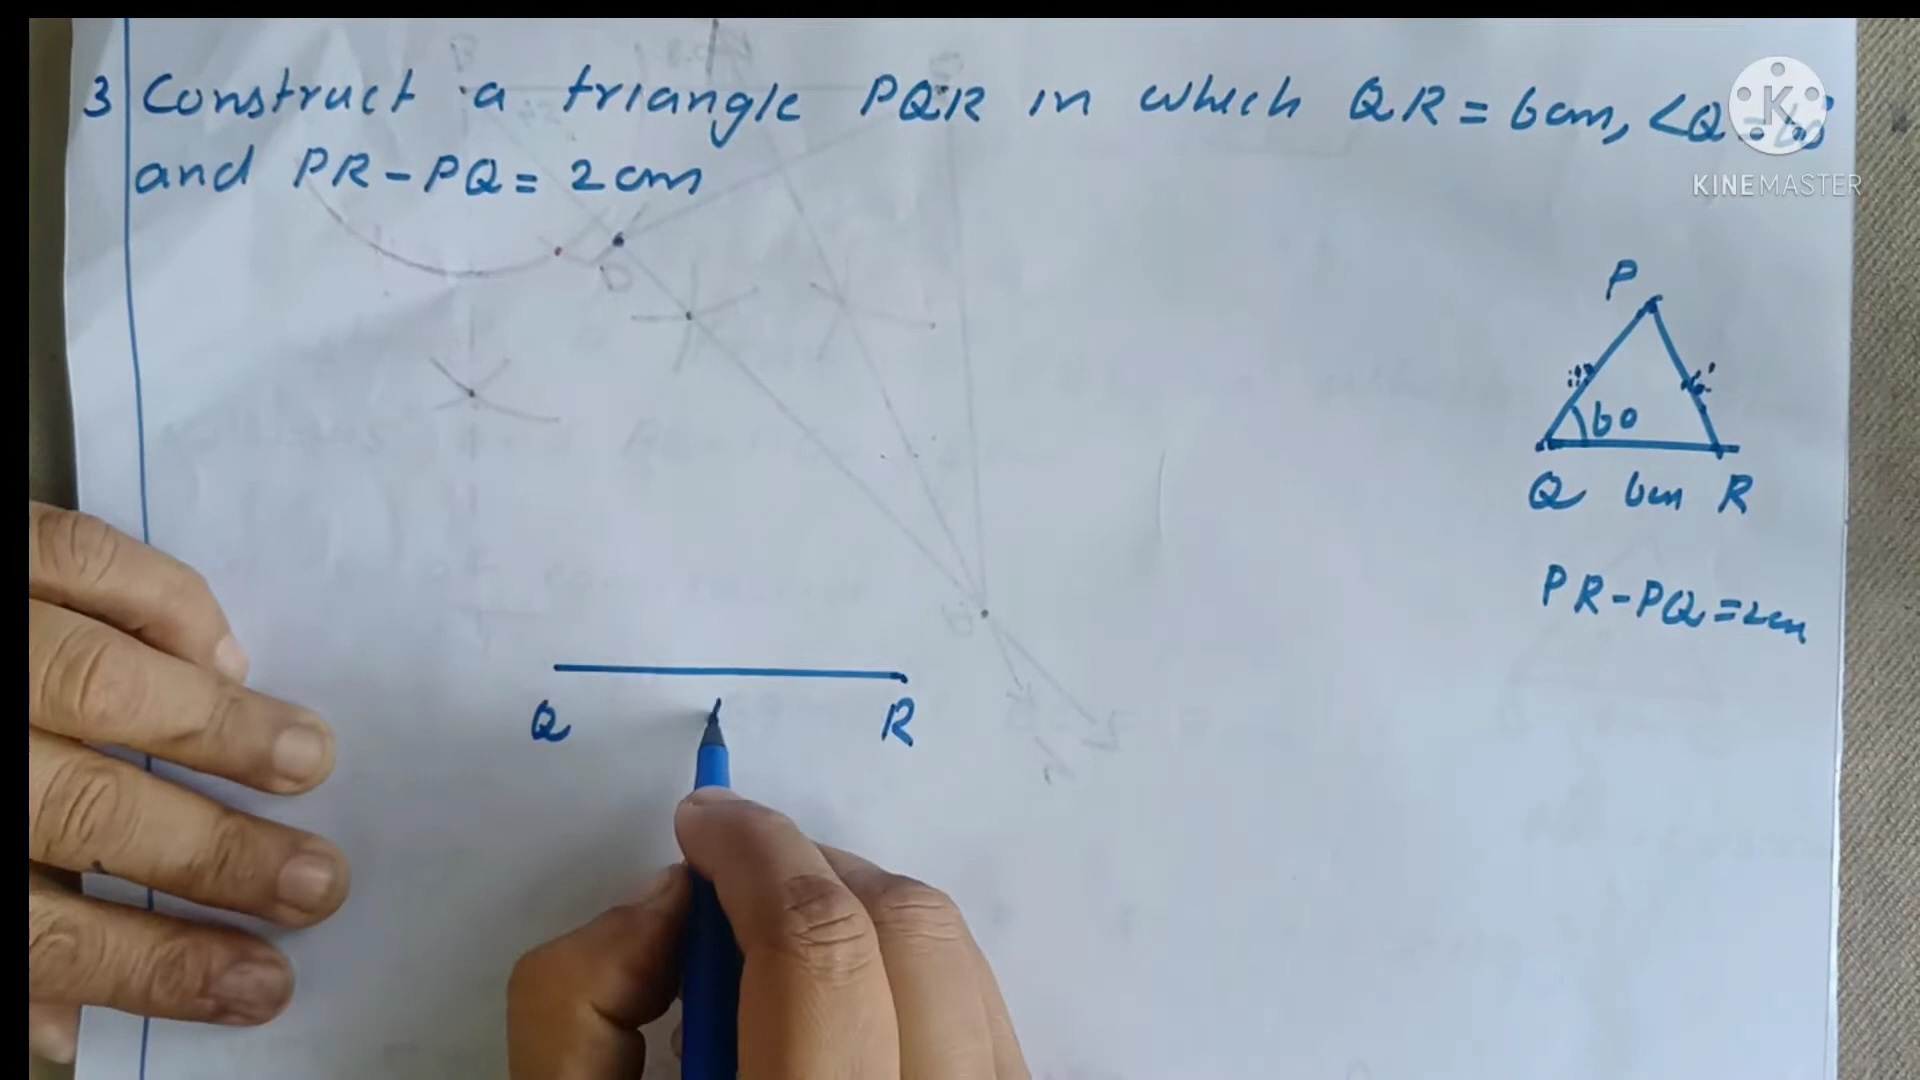 3 Construct a triangle PQR in which QR = 6cm, <Q = 60°
and PR - PQ = 2cm
K
KINEMASTER
P
60
Q 6cm R
PR - PQ = 2cm
Q R